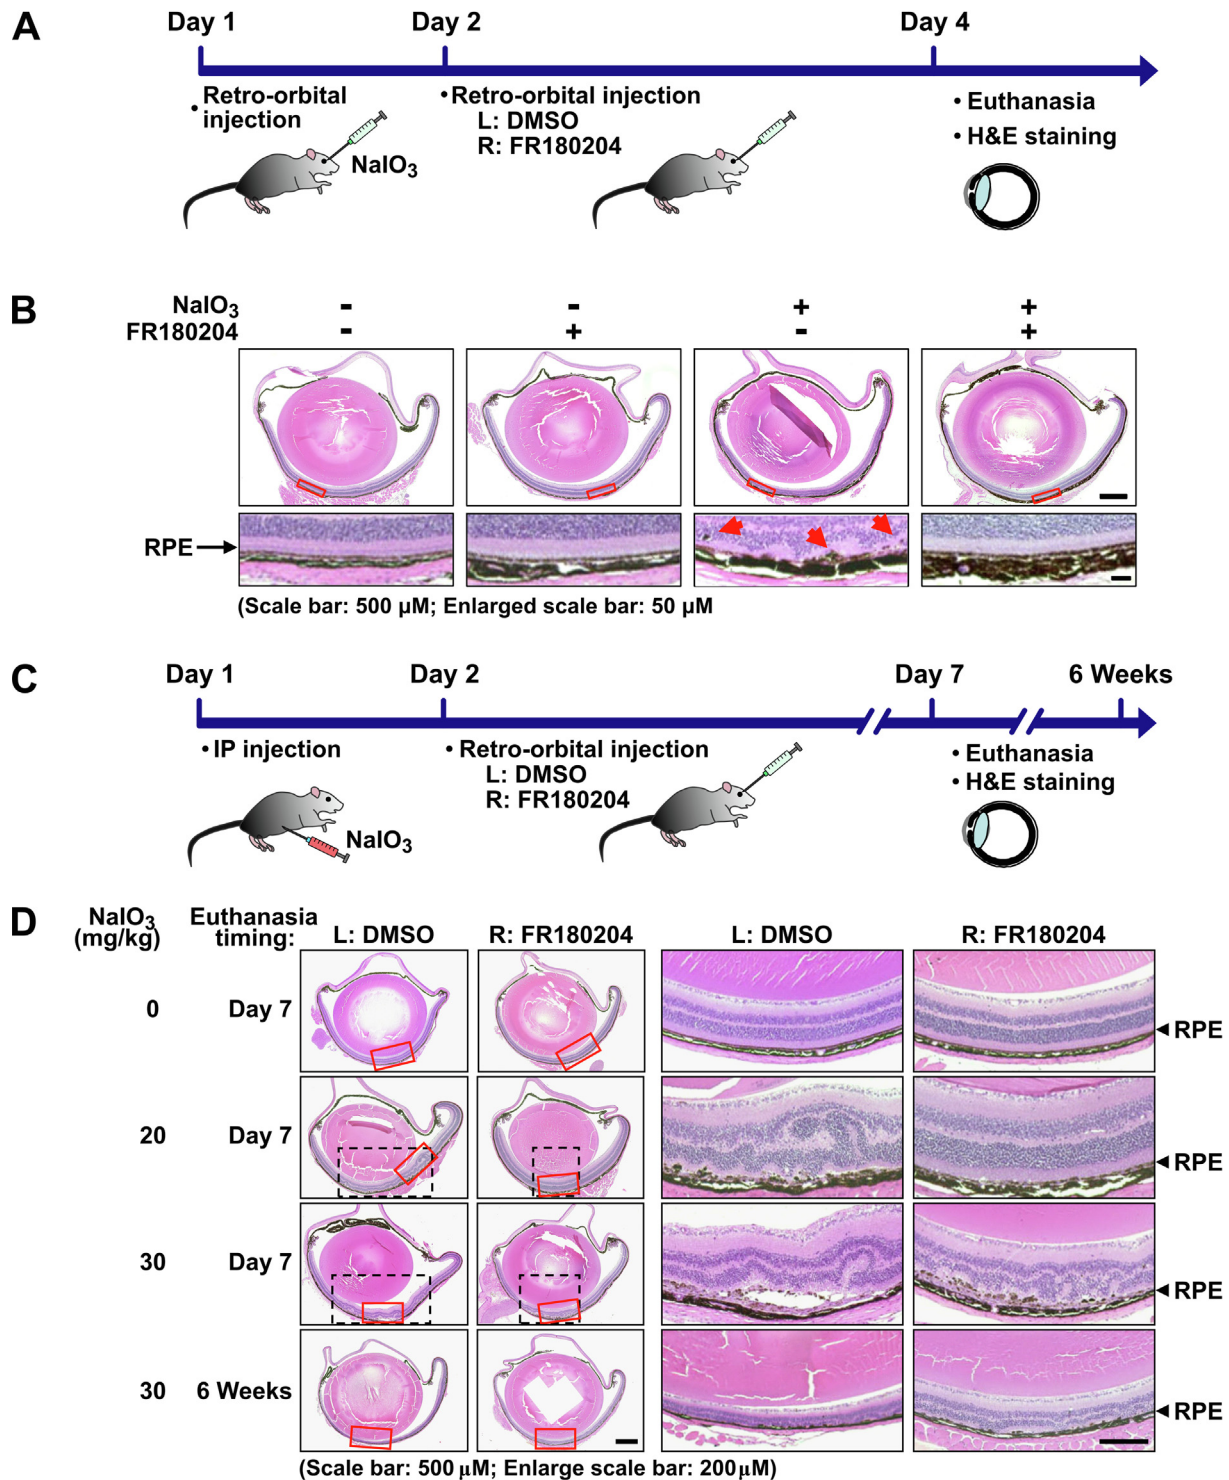 A
Day 1
Day 2
Day 4
• Retro-orbital
injection
NaIO3
• Retro-orbital injection
L: DMSO
R: FR180204
• Euthanasia
• H&E staining
B
NaIO3 - - + +
FR180204 - + - +
RPE
(Scale bar: 500 µM; Enlarged scale bar: 50 µM
C
Day 1
Day 2
Day 7
6 Weeks
• IP injection
NaIO3
• Retro-orbital injection
L: DMSO
R: FR180204
• Euthanasia
• H&E staining
D
NaIO3
(mg/kg)
Euthanasia
timing:
L: DMSO
R: FR180204
L: DMSO
R: FR180204
0 Day 7
RPE
20 Day 7
RPE
30 Day 7
RPE
30 6 Weeks
RPE
(Scale bar: 500 µM; Enlarge scale bar: 200µM)